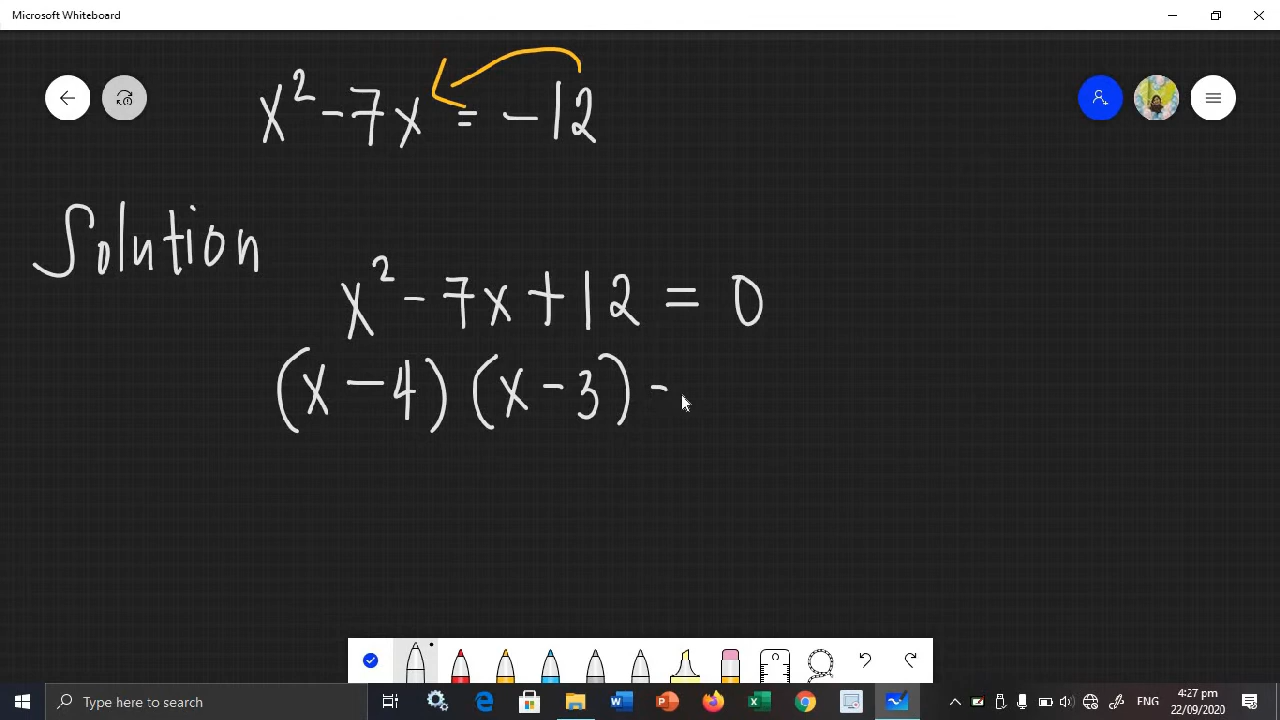 Microsoft Whiteboard
x² - 7x = -12
Solution
x² - 7x + 12 = 0
(x - 4) (x - 3) -
Type here to search
ENG
4:27 pm
22/09/2020